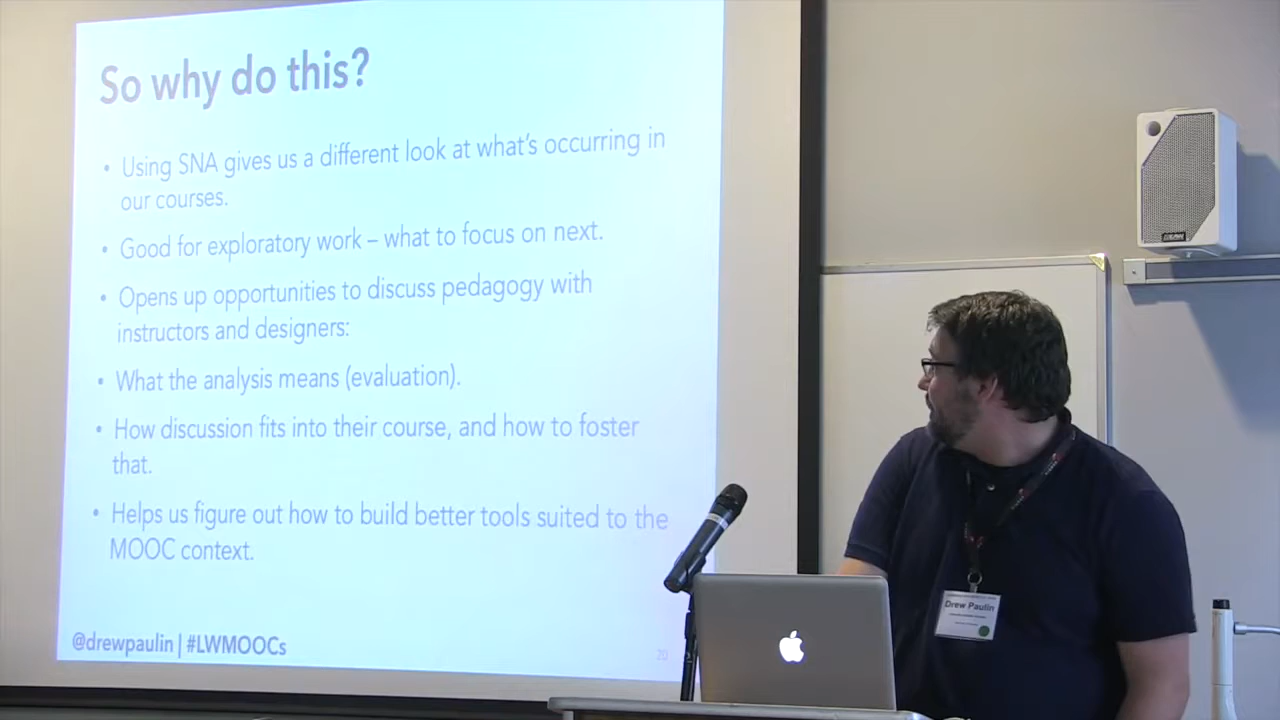 So why do this?
• Using SNA gives us a different look at what's occurring in
our courses.
• Good for exploratory work – what to focus on next.
• Opens up opportunities to discuss pedagogy with
instructors and designers:
• What the analysis means (evaluation).
• How discussion fits into their course, and how to foster
that.
• Helps us figure out how to build better tools suited to the
MOOC context.
@drewpaulin | #LWMOOCs
20
Drew Paulin